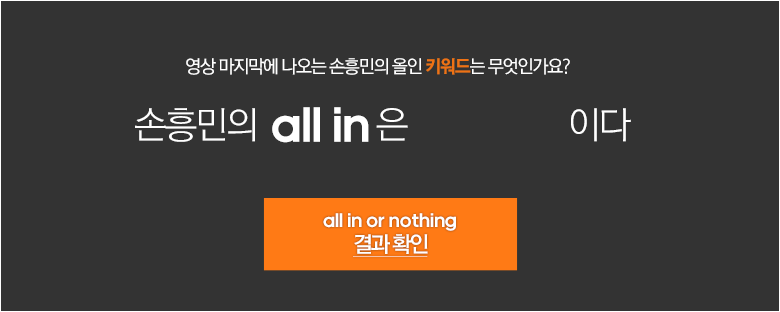 영상 마지막에 나오는 손흥민의 올인 키워드는 무엇인가요?
손흥민의 all in 은 이다
all in or nothing
결과 확인